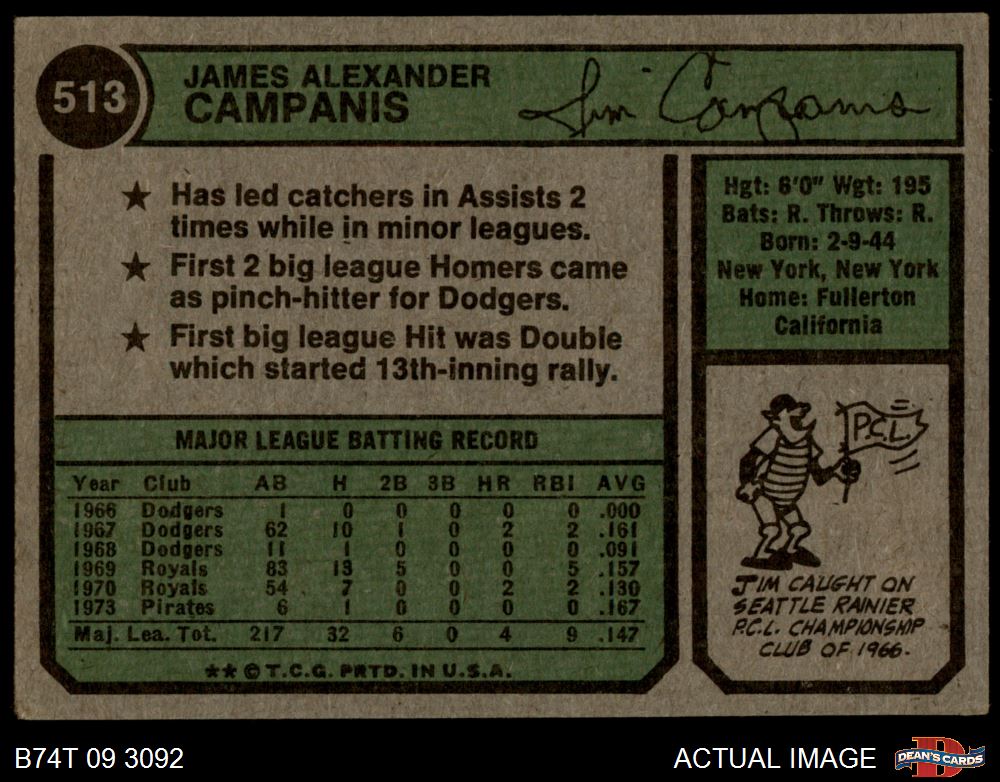 513
JAMES ALEXANDER
CAMPANIS
Jim Campanis
★ Has led catchers in Assists 2
times while in minor leagues.
★ First 2 big league Homers came
as pinch-hitter for Dodgers.
★ First big league Hit was Double
which started 13th-inning rally.
Hgt: 6'0" Wgt: 195
Bats: R. Throws: R.
Born: 2-9-44
New York, New York
Home: Fullerton
California
MAJOR LEAGUE BATTING RECORD
Year Club AB H 2B 3B HR RBI AVG
1966 Dodgers 1 0 0 0 0 0 .000
1967 Dodgers 62 10 1 0 2 2 .161
1968 Dodgers 11 1 0 0 0 0 .091
1969 Royals 83 13 5 0 0 5 .157
1970 Royals 54 7 0 0 2 2 .130
1973 Pirates 6 1 0 0 0 0 .167
Maj. Lea. Tot. 217 32 6 0 4 9 .147
** © T.C.G. PRTD. IN U.S.A.
P.C.L.
JIM CAUGHT ON
SEATTLE RAINIER
P.C.L. CHAMPIONSHIP
CLUB OF 1966.
B74T 09 3092
ACTUAL IMAGE
D
DEAN'S CARDS